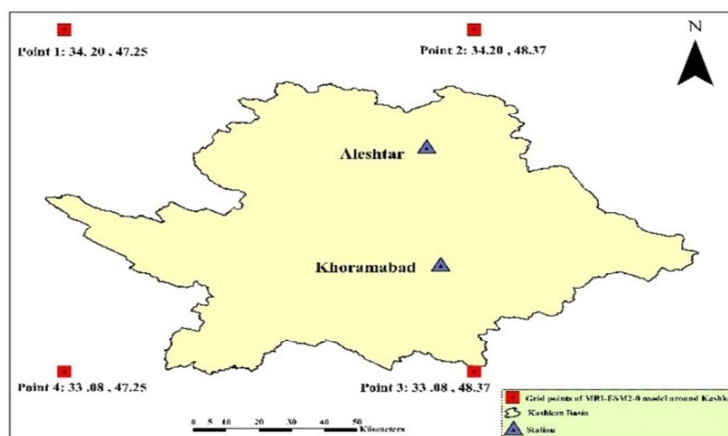 N
Point 1: 34. 20 , 47.25
Point 2: 34.20 , 48.37
Aleshtar
Khoramabad
Point 4: 33 .08 , 47.25
Point 3: 33 .08 , 48.37
Grid points of MRI-ESM2-0 model around Kashk
Kashkan Basin
Station
0 5 10 20 30 40 50
Kilometers